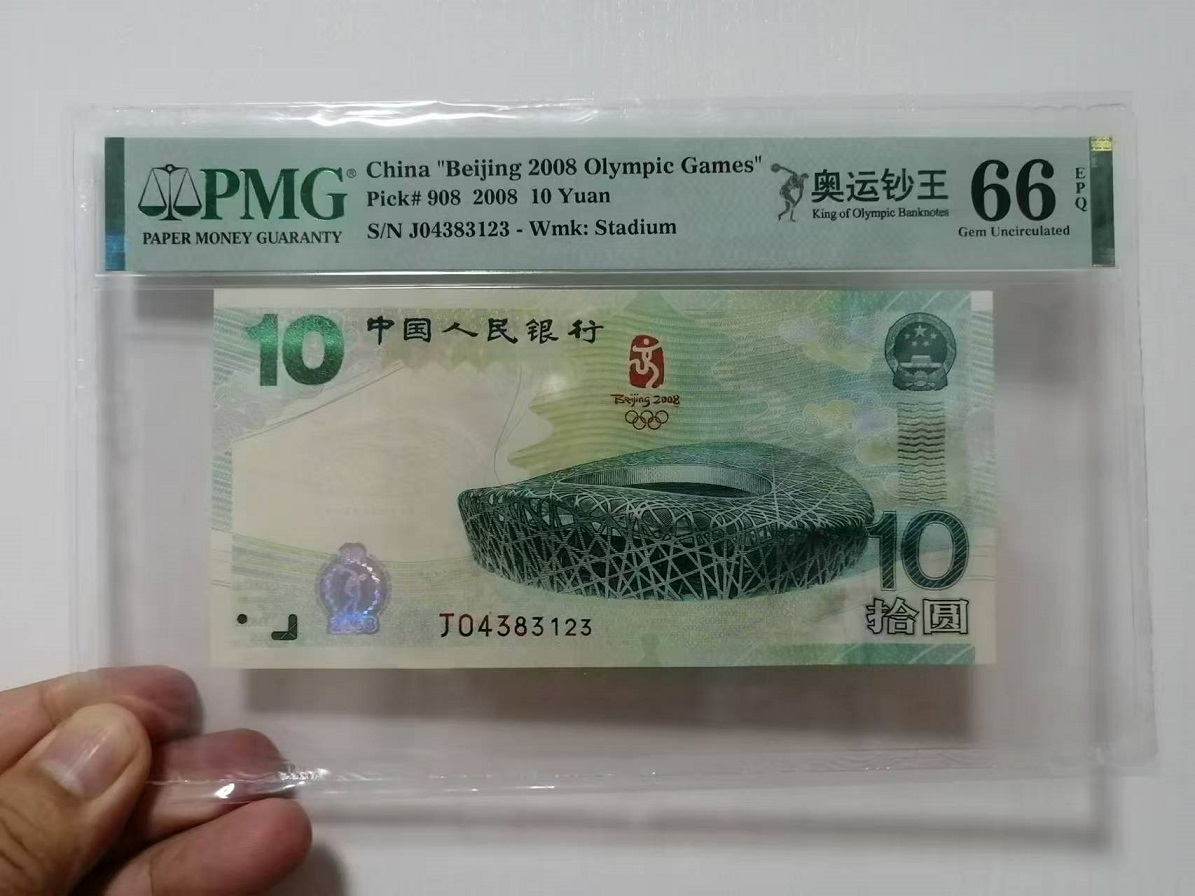 PMG®
PAPER MONEY GUARANTY
China "Beijing 2008 Olympic Games"
Pick# 908 2008 10 Yuan
S/N J04383123 - Wmk: Stadium
奥运钞王
King of Olympic Banknotes
66
EPQ
Gem Uncirculated
10
中国人民银行
Beijing 2008
2008
J04383123
10
拾圆